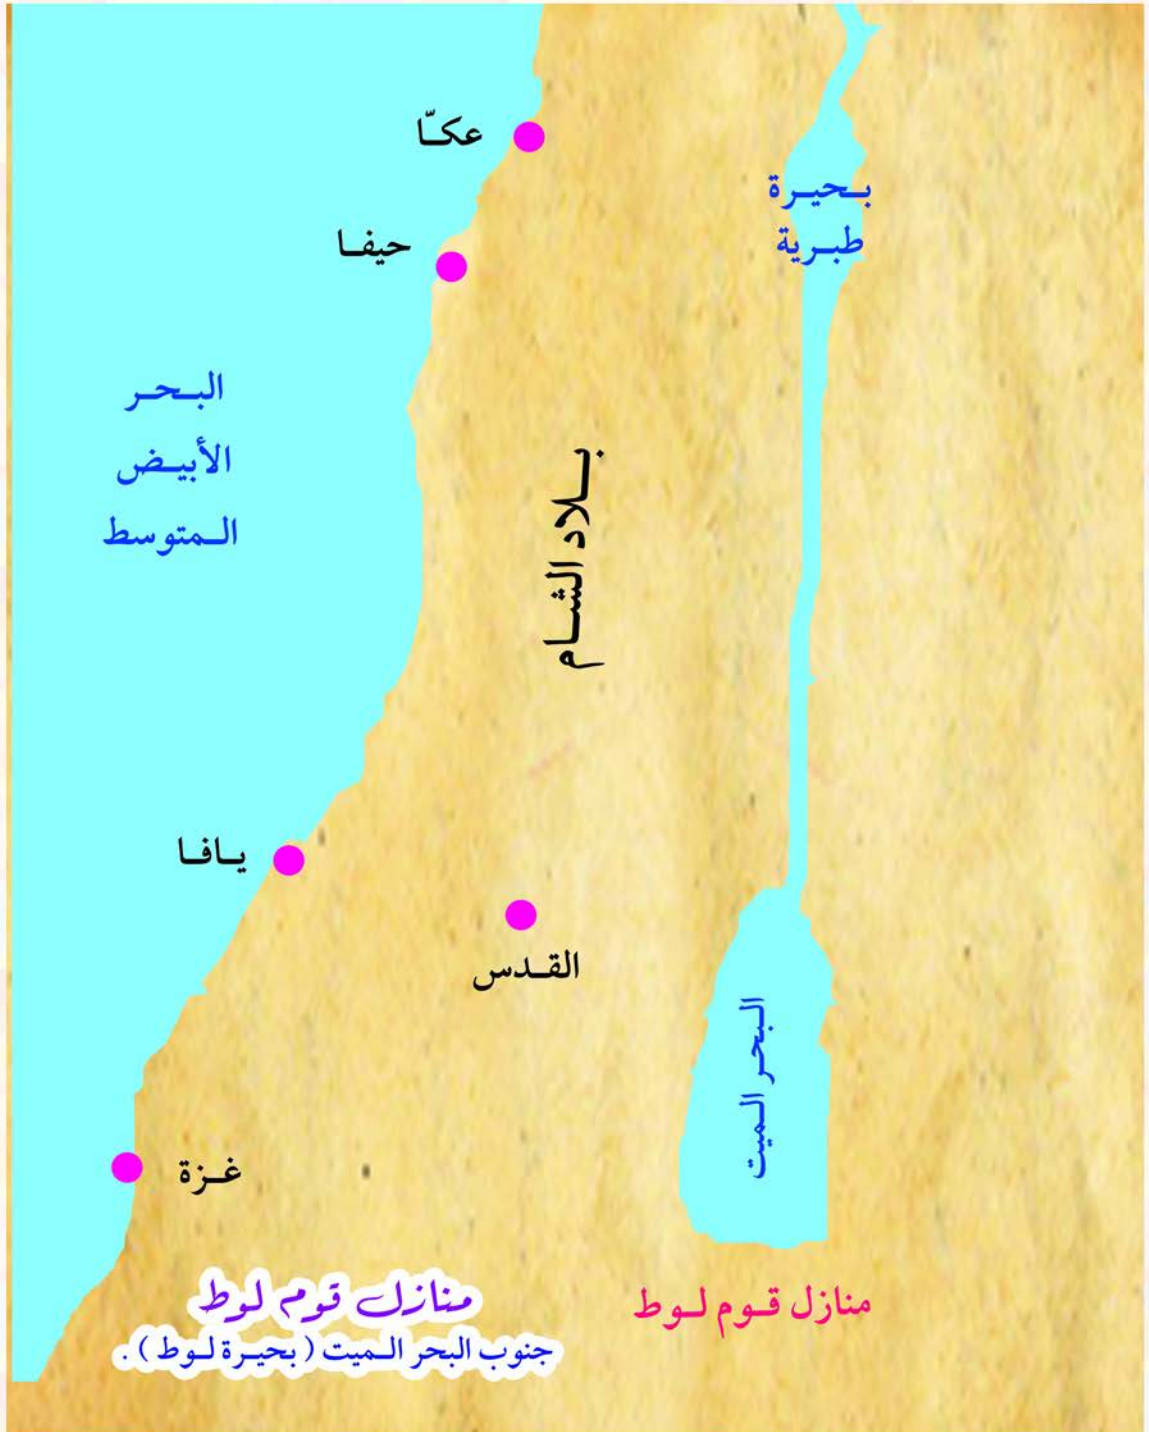 عكّا
بحيرة
طبرية
حيفا
البحر
الأبيض
المتوسط
بلاد الشام
يافا
القدس
البحر الميت
غزة
منازل قوم لوط
منازل قوم لوط
جنوب البحر الميت (بحيرة لوط).